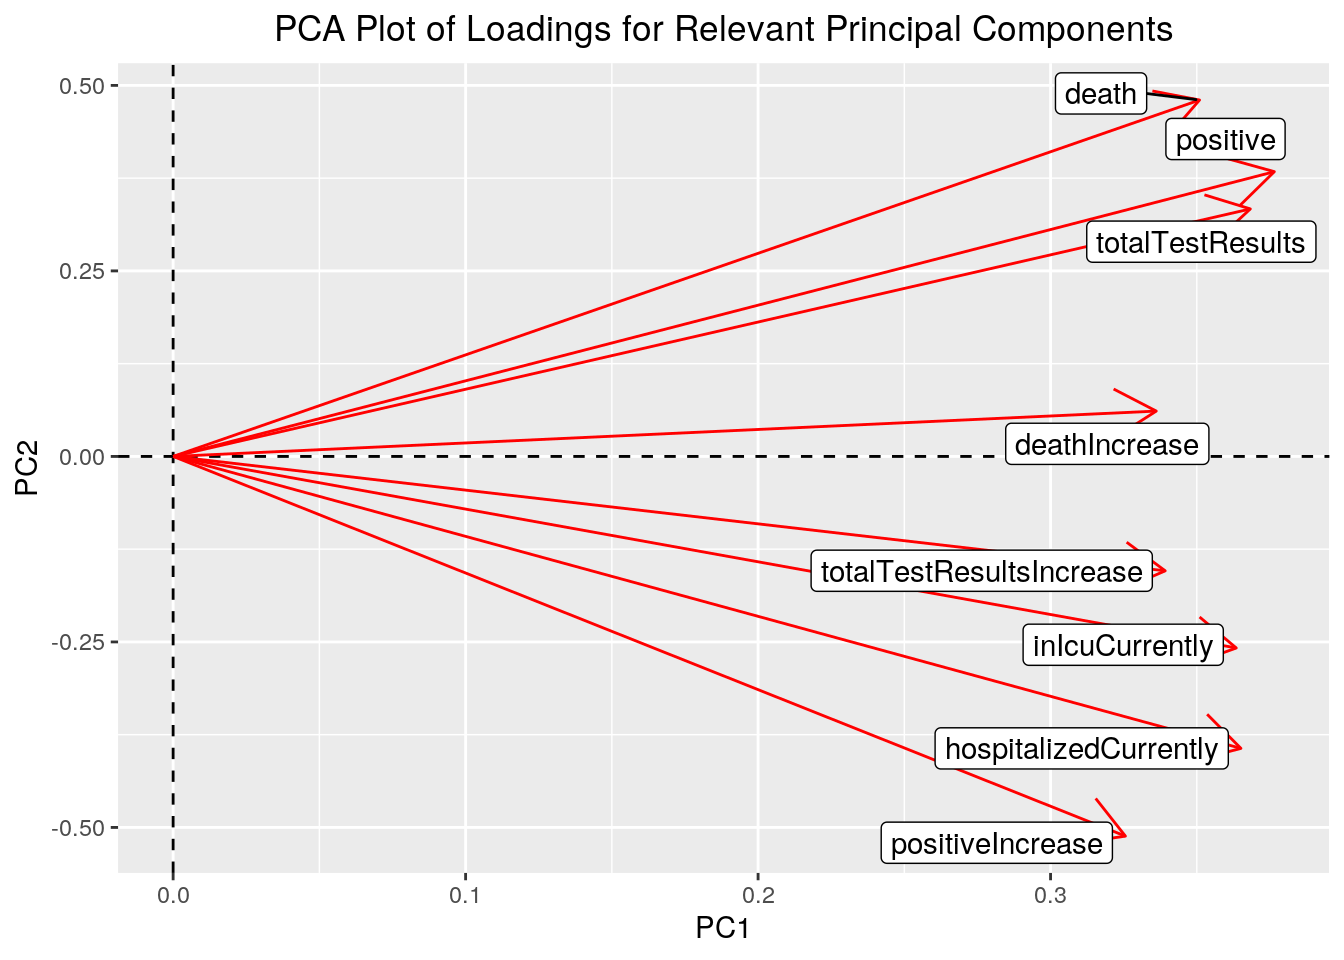 PCA Plot of Loadings for Relevant Principal Components
0.50
0.25
0.00
-0.25
-0.50
PC2
death
positive
totalTestResults
deathIncrease
totalTestResultsIncrease
inIcuCurrently
hospitalizedCurrently
positiveIncrease
0.0
0.1
0.2
0.3
PC1